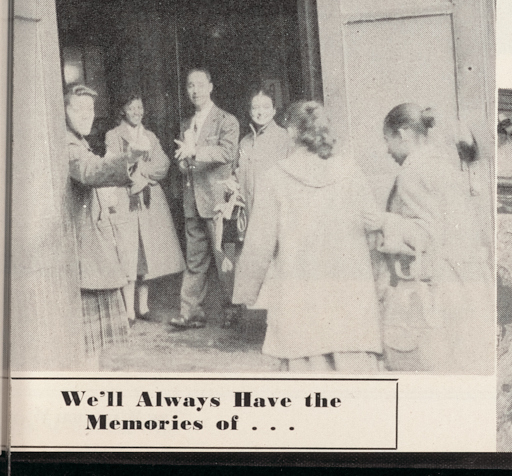 We'll Always Have the
Memories of . . .